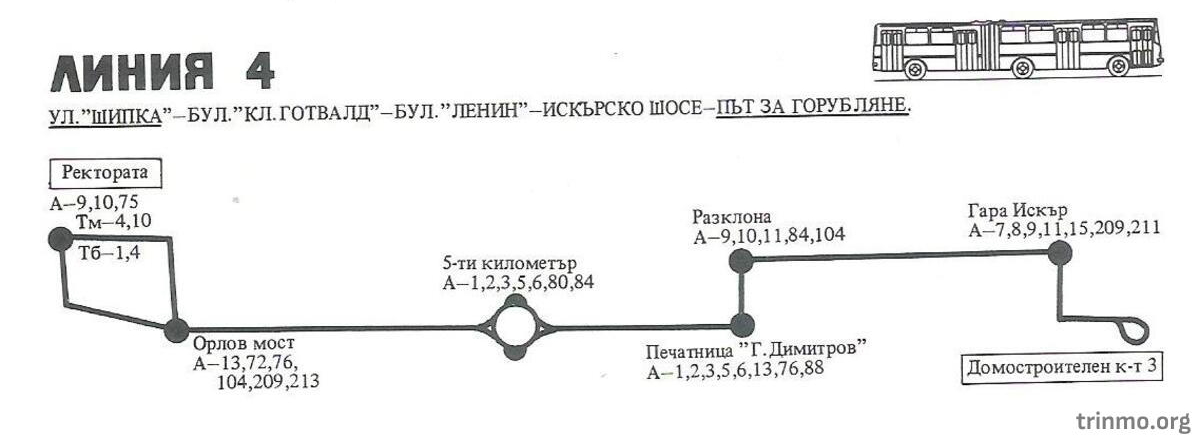 ЛИНИЯ 4
УЛ."ШИПКА"–БУЛ."КЛ.ГОТВАЛД"–БУЛ."ЛЕНИН"–ИСКЪРСКО ШОСЕ–ПЪТ ЗА ГОРУБЛЯНЕ.
Ректората
А–9,10,75
Тм–4,10
Тб–1,4
Орлов мост
А–13,72,76,
104,209,213
5-ти километър
А–1,2,3,5,6,80,84
Разклона
А–9,10,11,84,104
Печатница "Г.Димитров"
А–1,2,3,5,6,13,76,88
Гара Искър
А–7,8,9,11,15,209,211
Домостроителен к-т 3
trinmo.org